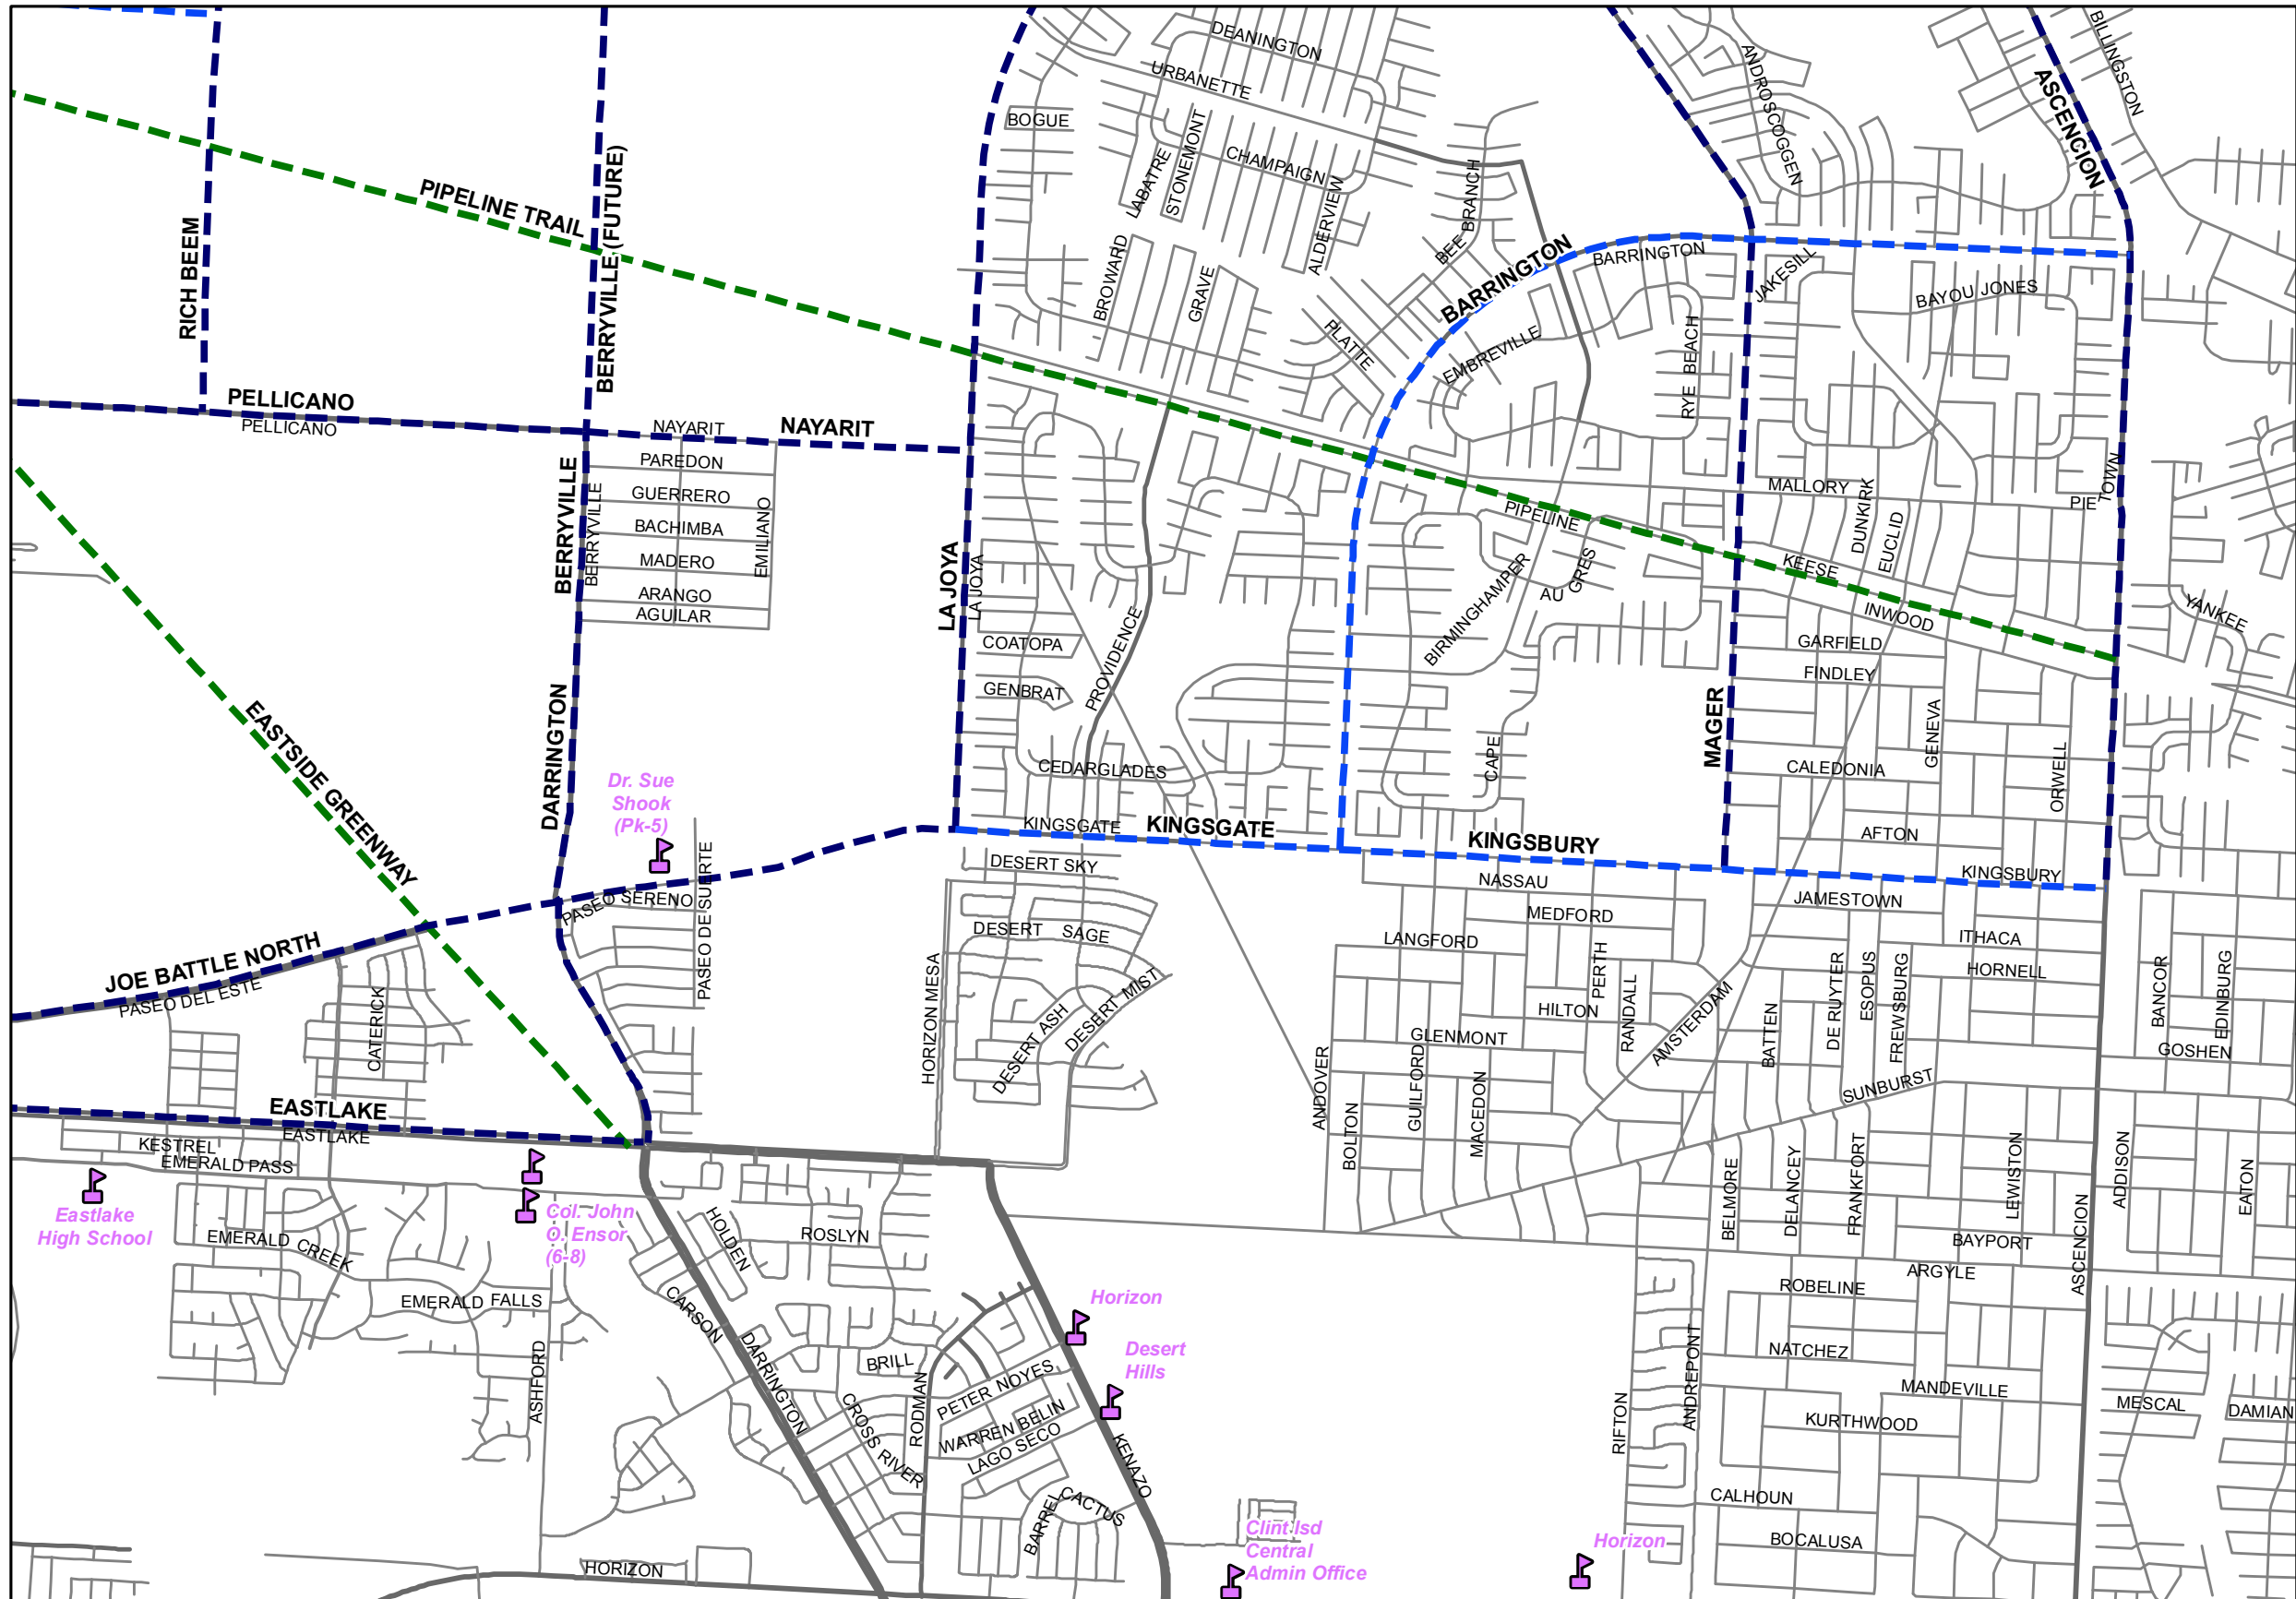 DEANINGTON
URBANETTE
BOGUE
LABATRE
STONEMONT
CHAMPAIGN
ALDERVIEW
BROWARD
GRAVE
BEE BRANCH
PLATTE
BARRINGTON
BARRINGTON
EMBREVILLE
RYE BEACH
ANDROSCOGGEN
JAKESILL
BAYOU JONES
ASCENCION
BILLINGSTON
PIPELINE TRAIL
RICH BEEM
BERRYVILLE (FUTURE)
PELLICANO
PELLICANO
NAYARIT
NAYARIT
PAREDON
GUERRERO
BACHIMBA
MADERO
ARANGO
AGUILAR
EMILIANO
BERRYVILLE
BERRYVILLE
DARRINGTON
LA JOYA
LA JOYA
COATOPA
GENBRAT
PROVIDENCE
CEDARGLADES
PIPELINE
BIRMINGHAMPER
AU GRES
CAPE
MAGER
MALLORY
DUNKIRK
EUCLID
PIE TOWN
KEESE
INWOOD
GARFIELD
FINDLEY
GENEVA
CALEDONIA
ORWELL
AFTON
YANKEE
EASTSIDE GREENWAY
Dr. Sue
Shook
(Pk-5)
KINGSGATE
KINGSGATE
KINGSBURY
KINGSBURY
DESERT SKY
DESERT SAGE
DESERT ASH
DESERT MIST
HORIZON MESA
PASEO SERENO
PASEO DE SUERTE
JOE BATTLE NORTH
PASEO DEL ESTE
CATERICK
NASSAU
MEDFORD
LANGFORD
PERTH
RANDALL
HILTON
GLENMONT
AMSTERDAM
ANDOVER
BOLTON
GUILFORD
MACEDON
JAMESTOWN
ITHACA
HORNELL
BATTEN
DE RUYTER
ESOPUS
FREWSBURG
SUNBURST
BANCOR
EDINBURG
GOSHEN
EASTLAKE
EASTLAKE
KESTREL
EMERALD PASS
Eastlake
High School
Col. John
O. Ensor
(6-8)
EMERALD CREEK
EMERALD FALLS
ASHFORD
HOLDEN
ROSLYN
CARSON
DARRINGTON
BRILL
CROSS RIVER
RODMAN
PETER NOYES
WARREN BELIN
LAGO SECO
BARREL CACTUS
KENAZO
Horizon
Desert
Hills
Clint Isd
Central
Admin Office
Horizon
HORIZON
BELMORE
DELANCEY
FRANKFORT
LEWISTON
BAYPORT
ARGYLE
ASCENCION
ADDISON
EATON
ROBELINE
NATCHEZ
MANDEVILLE
KURTHWOOD
RIFTON
ANDREPONT
CALHOUN
BOCALUSA
MESCAL
DAMIAN